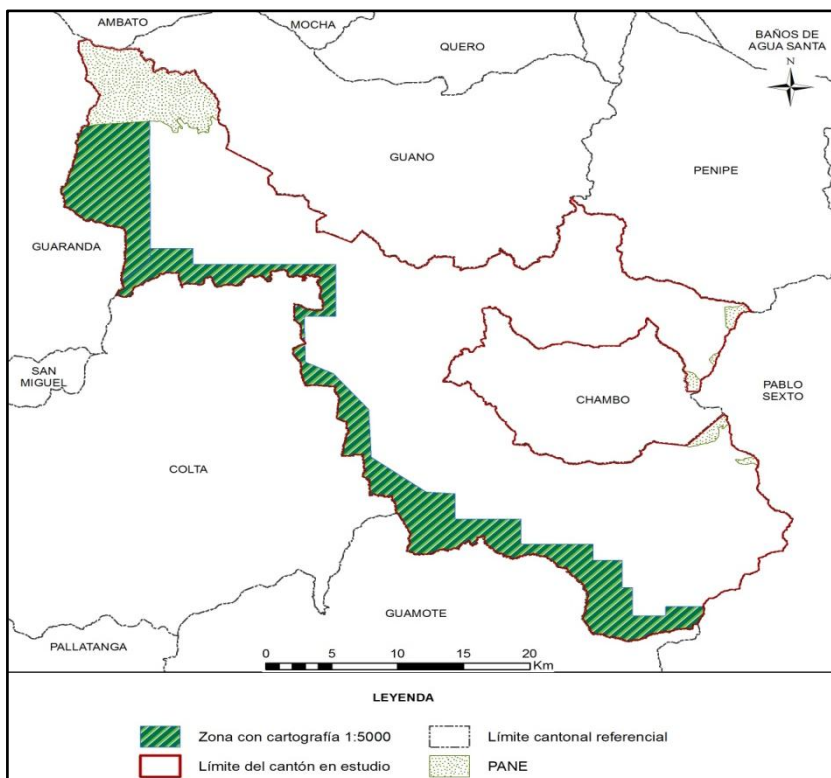 AMBATO
MOCHA
QUERO
BAÑOS DE
AGUA SANTA
N
GUANO
PENIPE
GUARANDA
SAN
MIGUEL
CHAMBO
PABLO
SEXTO
COLTA
GUAMOTE
PALLATANGA
0 5 10 15 20
Km
LEYENDA
Zona con cartografía 1:5000
Límite cantonal referencial
Límite del cantón en estudio
PANE